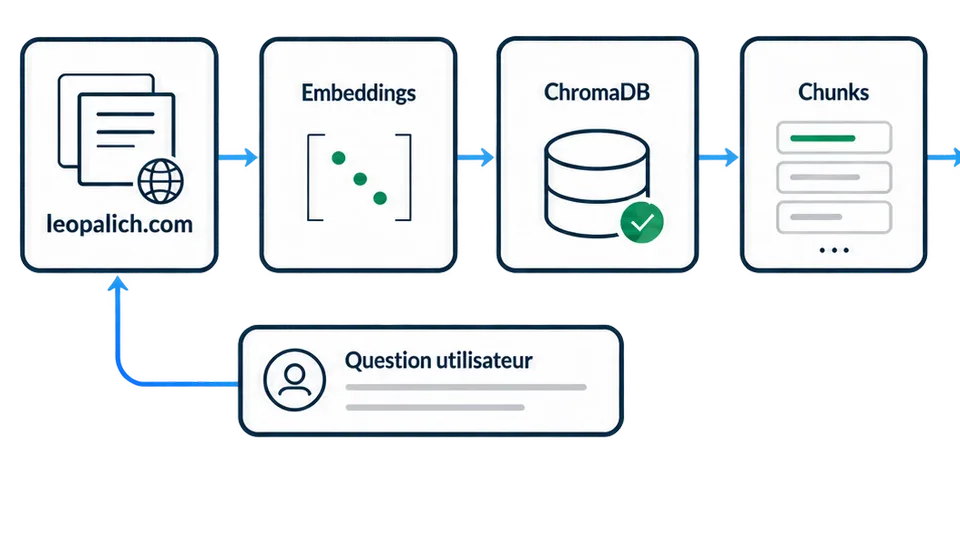 leopalich.com
Embeddings
ChromaDB
Chunks
Question utilisateur